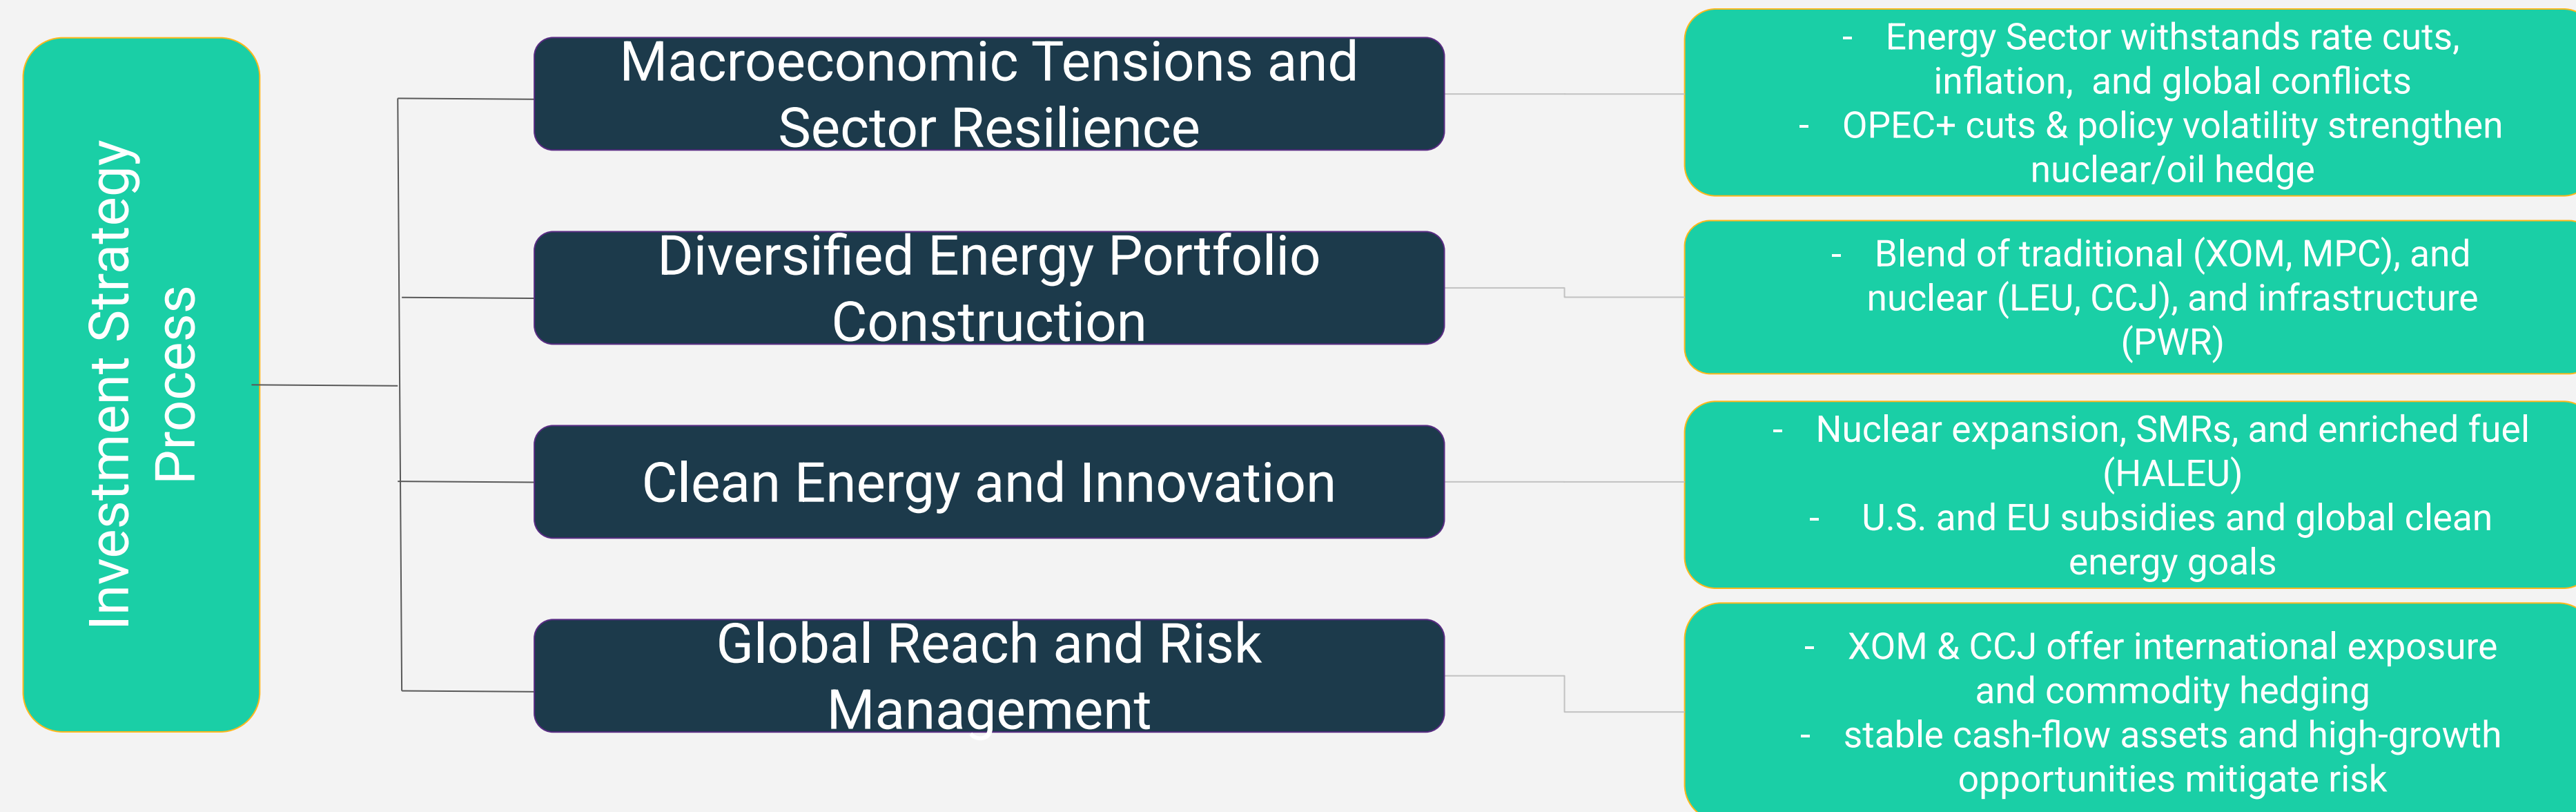 Investment Strategy
Process
Macroeconomic Tensions and
Sector Resilience
- Energy Sector withstands rate cuts,
inflation, and global conflicts
- OPEC+ cuts & policy volatility strengthen
nuclear/oil hedge
Diversified Energy Portfolio
Construction
- Blend of traditional (XOM, MPC), and
nuclear (LEU, CCJ), and infrastructure
(PWR)
Clean Energy and Innovation
- Nuclear expansion, SMRs, and enriched fuel
(HALEU)
- U.S. and EU subsidies and global clean
energy goals
Global Reach and Risk
Management
- XOM & CCJ offer international exposure
and commodity hedging
- stable cash-flow assets and high-growth
opportunities mitigate risk